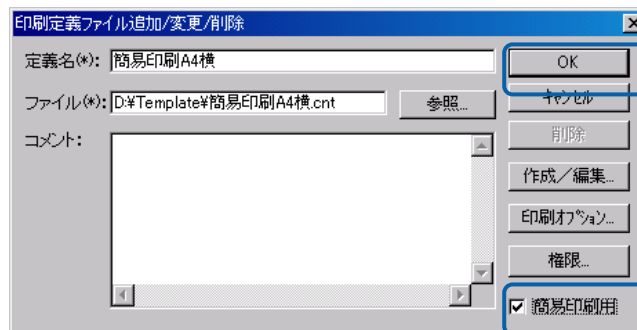 印刷定義ファイル追加/変更/削除
定義名(*): 簡易印刷A4横
OK
ファイル(*): D:¥Template¥簡易印刷A4横.cnt
参照...
キャンセル
コメント:
削除
作成／編集...
印刷オプション...
権限...
簡易印刷用